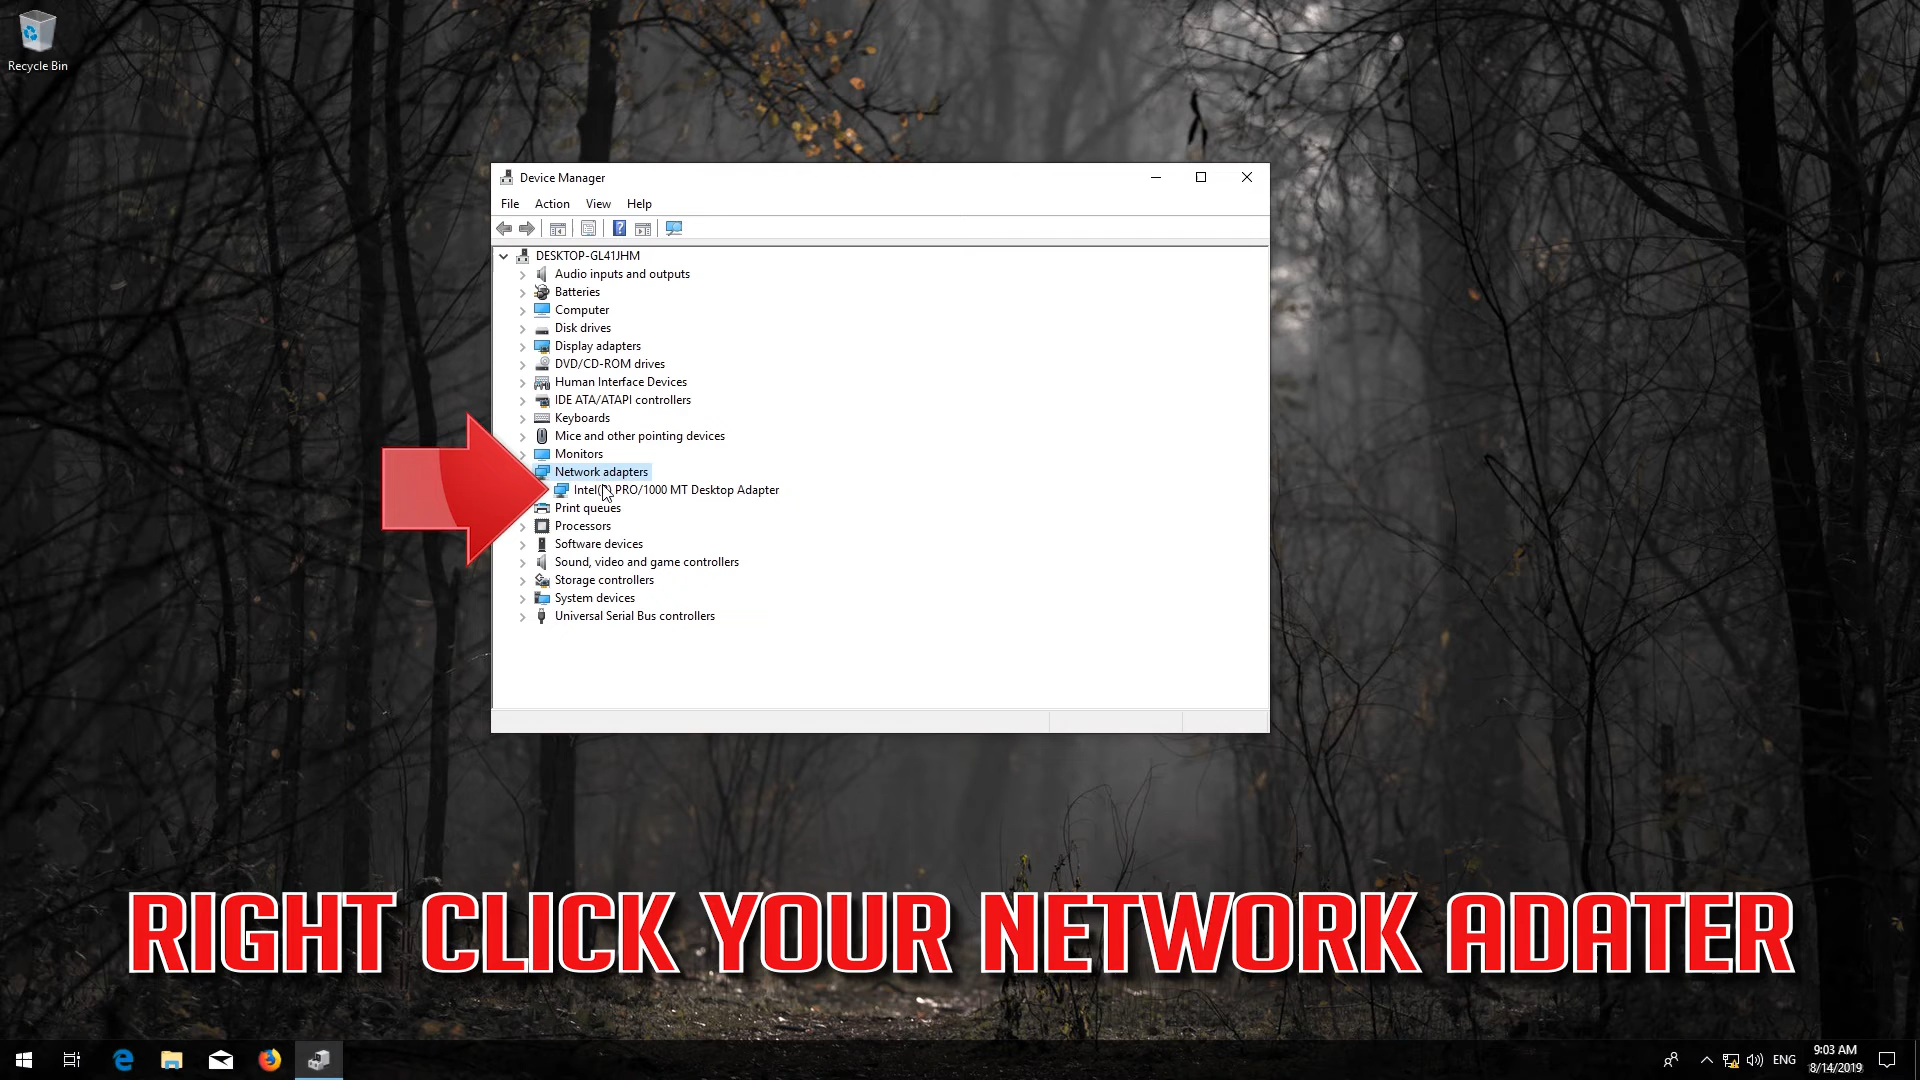 Recycle Bin
Device Manager
File Action View Help
DESKTOP-GL41JHM
Audio inputs and outputs
Batteries
Computer
Disk drives
Display adapters
DVD/CD-ROM drives
Human Interface Devices
IDE ATA/ATAPI controllers
Keyboards
Mice and other pointing devices
Monitors
Network adapters
Intel(R) PRO/1000 MT Desktop Adapter
Print queues
Processors
Software devices
Sound, video and game controllers
Storage controllers
System devices
Universal Serial Bus controllers
RIGHT CLICK YOUR NETWORK ADATER
ENG
9:03 AM
8/14/2019